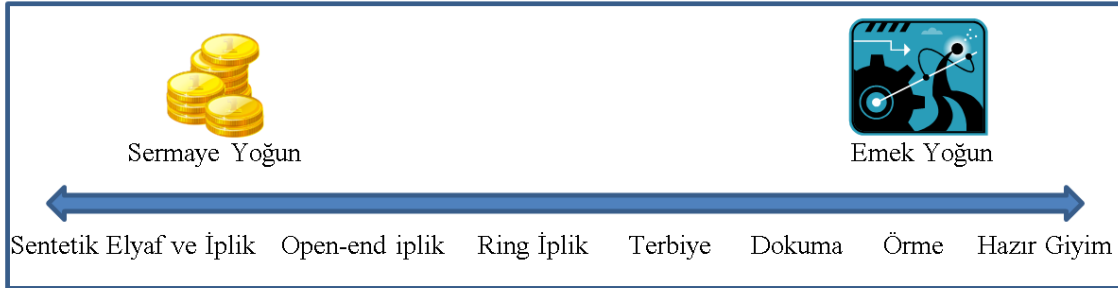 Sermaye Yoğun Emek Yoğun
Sentetik Elyaf ve İplik Open-end iplik Ring İplik Terbiye Dokuma Örme Hazır Giyim